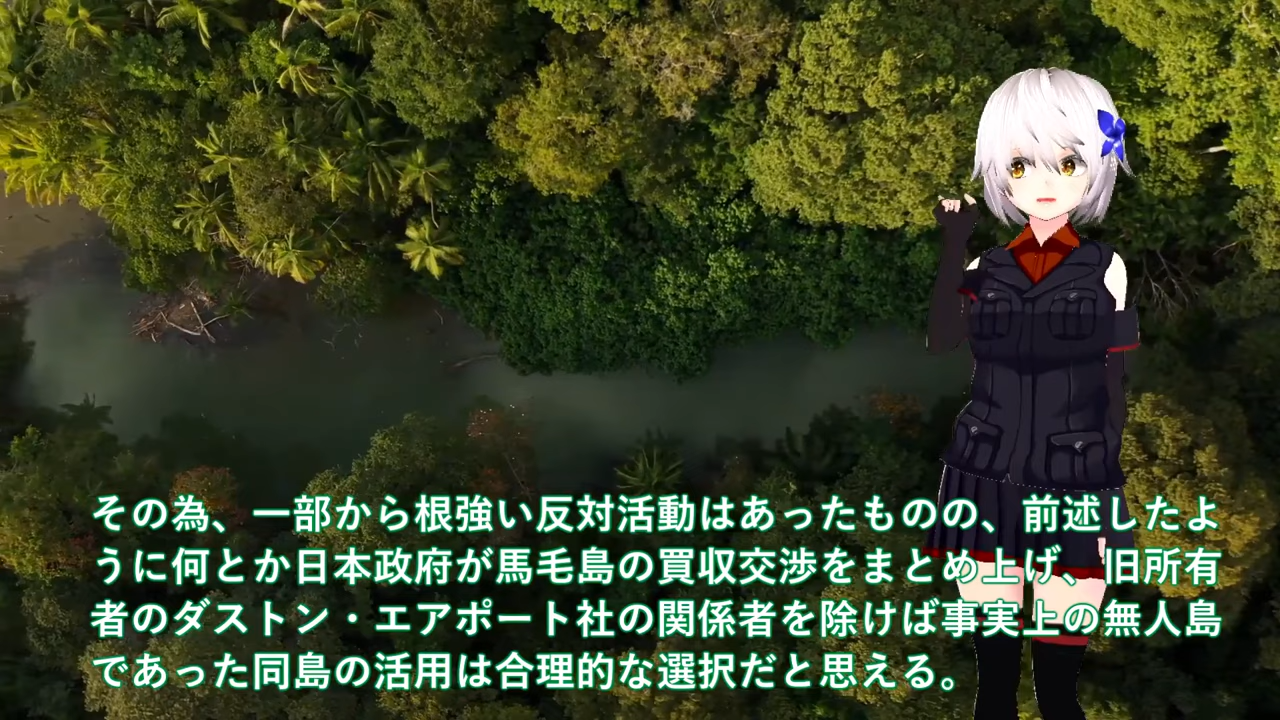 その為、一部から根強い反対活動はあったものの、前述したよ
うに何とか日本政府が馬毛島の買収交渉をまとめ上げ、旧所有
者のダストン・エアポート社の関係者を除けば事実上の無人島
であった同島の活用は合理的な選択だと思える。